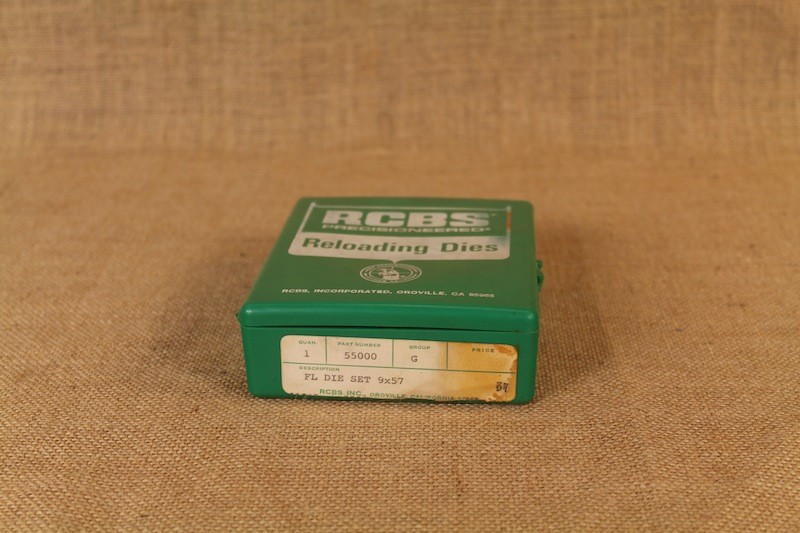 RCBS
PRECISIONEERED®
Reloading Dies
RCBS, INCORPORATED, OROVILLE, CA 95965
QUAN. PART NUMBER GROUP PRICE
1 55000 G
DESCRIPTION
FL DIE SET 9x57
RCBS INC., OROVILLE, CALIFORNIA